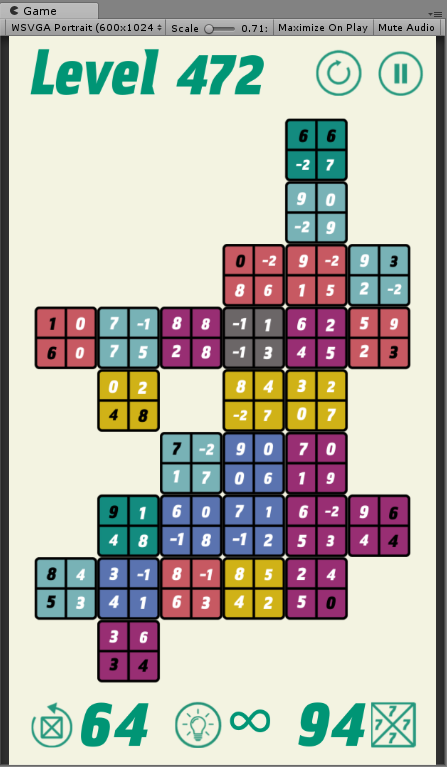 Game
WSVGA Portrait (600x1024 Scale 0.71: Maximize On Play Mute Audio
Level 472
6 6
-2 7
9 0
-2 9
0 -2 9 -2 9 3
8 6 1 5 2 -2
1 0 7 -1 8 8 -1 1 6 2 5 9
6 0 7 5 2 8 -1 3 4 5 2 3
0 2 8 4 3 2
4 8 -2 7 0 7
7 -2 9 0 7 0
1 7 0 6 1 9
9 1 6 0 7 1 6 -2 9 6
4 8 -1 8 -1 2 5 3 4 4
8 4 3 -1 8 -1 8 5 2 4
5 3 4 1 6 3 4 2 5 0
3 6
3 4
64 ∞ 94 7 7 7 7